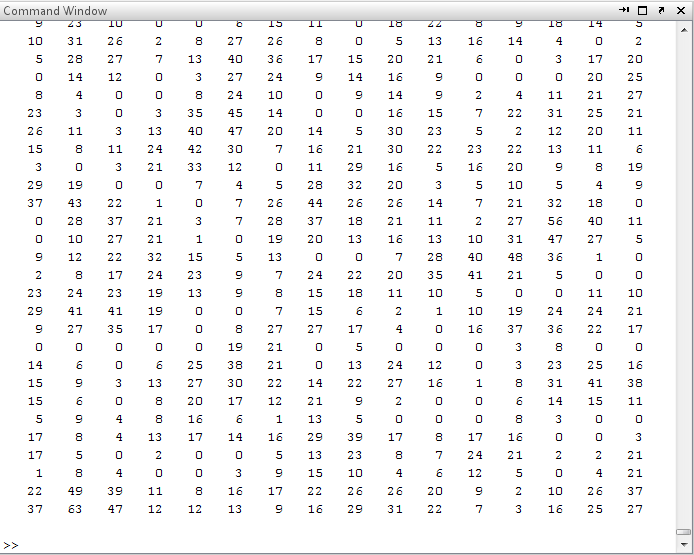 Command Window
9 23 10 0 0 6 15 11 0 18 22 8 9 18 14 5
10 31 26 2 8 27 26 8 0 5 13 16 14 4 0 2
5 28 27 7 13 40 36 17 15 20 21 6 0 3 17 20
0 14 12 0 3 27 24 9 14 16 9 0 0 0 20 25
8 4 0 0 8 24 10 0 9 14 9 2 4 11 21 27
23 3 0 3 35 45 14 0 0 16 15 7 22 31 25 21
26 11 3 13 40 47 20 14 5 30 23 5 2 12 20 11
15 8 11 24 42 30 7 16 21 30 22 23 22 13 11 6
3 0 3 21 33 12 0 11 29 16 5 16 20 9 8 19
29 19 0 0 7 4 5 28 32 20 3 5 10 5 4 9
37 43 22 1 0 7 26 44 26 26 14 7 21 32 18 0
0 28 37 21 3 7 28 37 18 21 11 2 27 56 40 11
0 10 27 21 1 0 19 20 13 16 13 10 31 47 27 5
9 12 22 32 15 5 13 0 0 7 28 40 48 36 1 0
2 8 17 24 23 9 7 24 22 20 35 41 21 5 0 0
23 24 23 19 13 9 8 15 18 11 10 5 0 0 11 10
29 41 41 19 0 0 7 15 6 2 1 10 19 24 24 21
9 27 35 17 0 8 27 27 17 4 0 16 37 36 22 17
0 0 0 0 0 19 21 0 5 0 0 0 3 8 0 0
14 6 0 6 25 38 21 0 13 24 12 0 3 23 25 16
15 9 3 13 27 30 22 14 22 27 16 1 8 31 41 38
15 6 0 8 20 17 12 21 9 2 0 0 6 14 15 11
5 9 4 8 16 6 1 13 5 0 0 0 8 3 0 0
17 8 4 13 17 14 16 29 39 17 8 17 16 0 0 3
17 5 0 2 0 0 5 13 23 8 7 24 21 2 2 21
1 8 4 0 0 3 9 15 10 4 6 12 5 0 4 21
22 49 39 11 8 16 17 22 26 26 20 9 2 10 26 37
37 63 47 12 12 13 9 16 29 31 22 7 3 16 25 27
>>